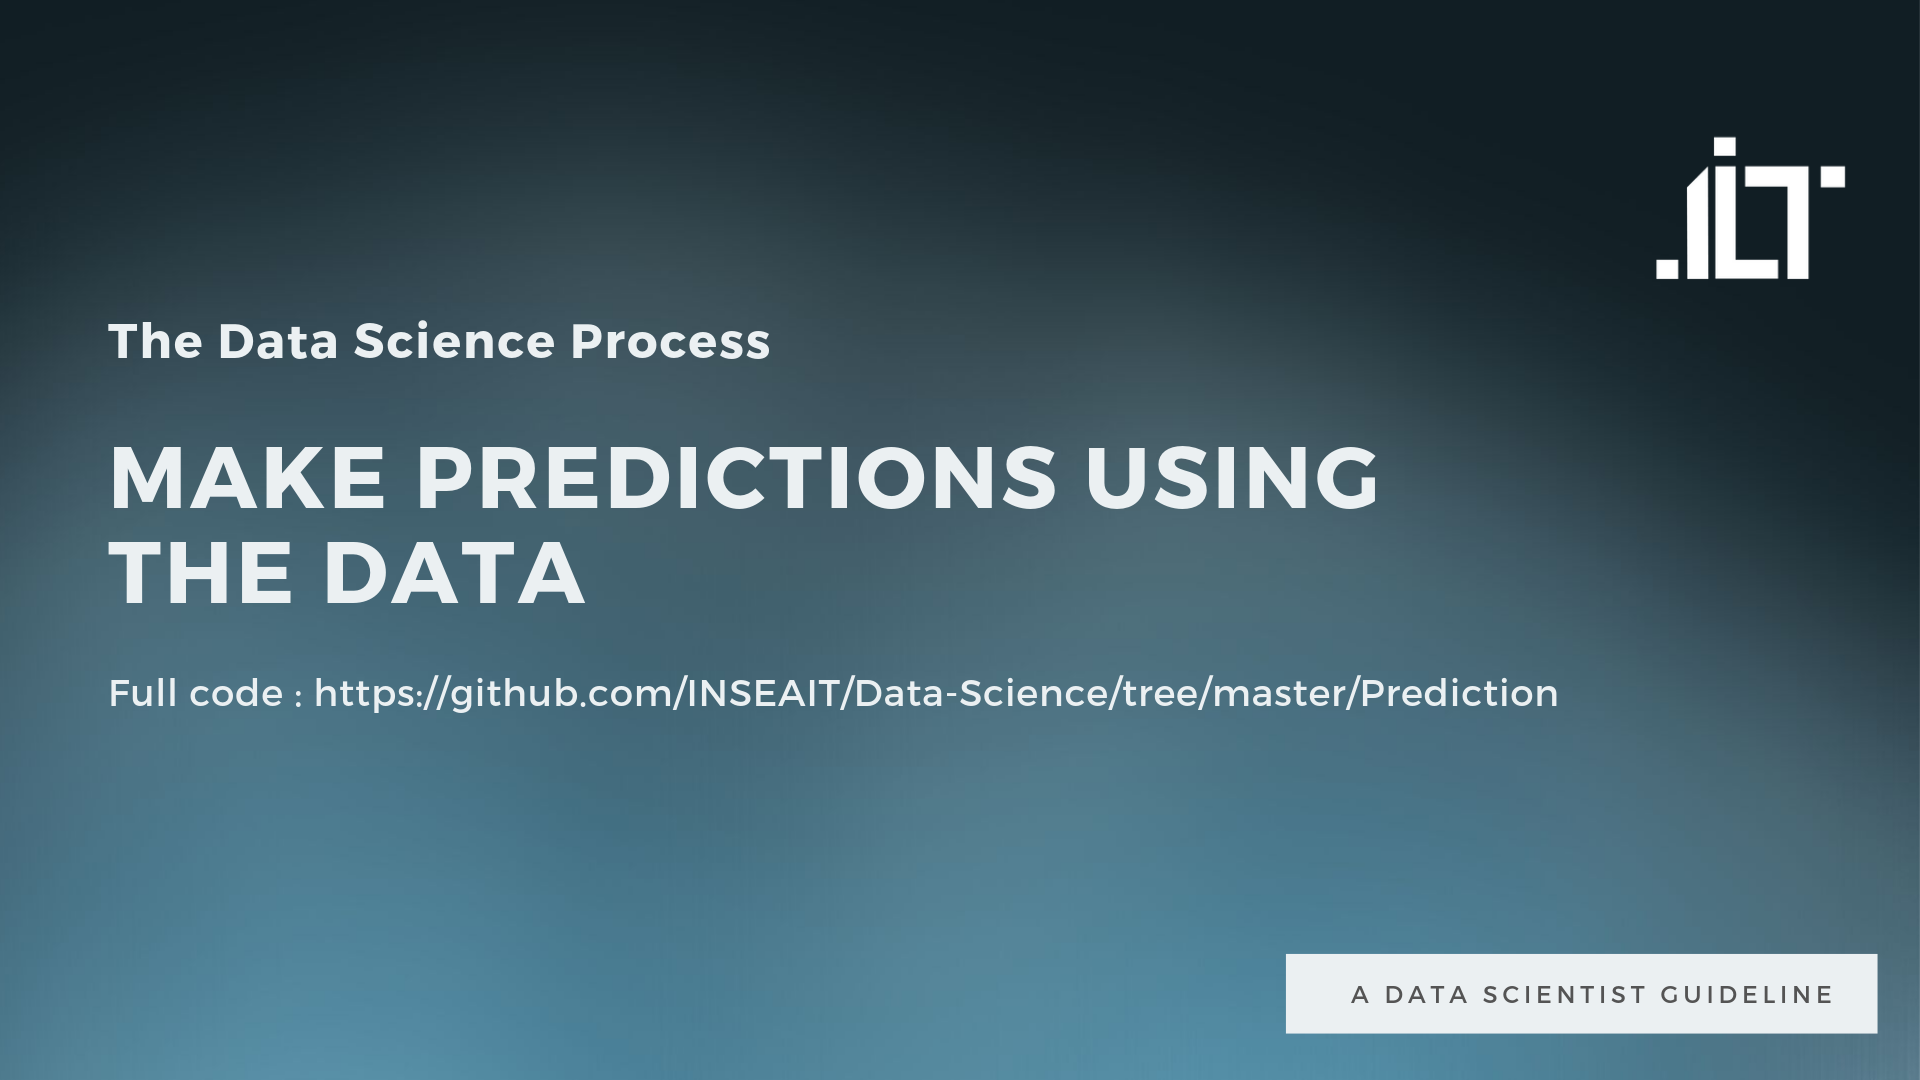 The Data Science Process
MAKE PREDICTIONS USING
THE DATA
Full code : https://github.com/INSEAIT/Data-Science/tree/master/Prediction
A DATA SCIENTIST GUIDELINE